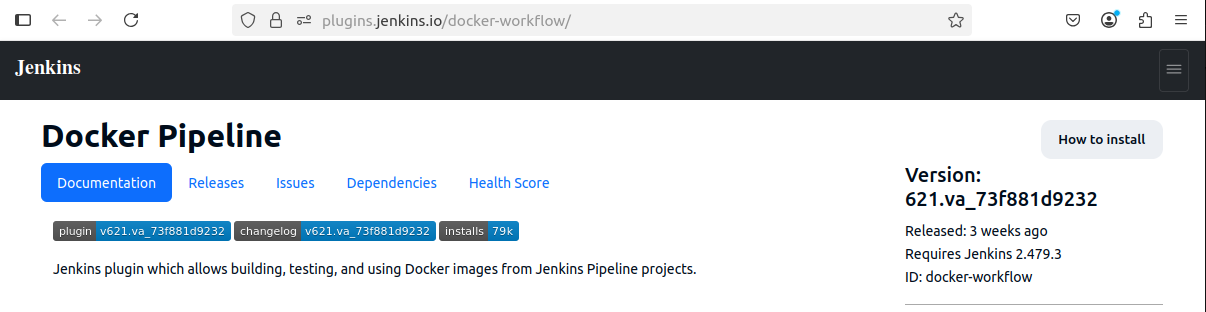 plugins.jenkins.io/docker-workflow/
Jenkins
Docker Pipeline
How to install
Documentation Releases Issues Dependencies Health Score
plugin v621.va_73f881d9232 changelog v621.va_73f881d9232 installs 79k
Jenkins plugin which allows building, testing, and using Docker images from Jenkins Pipeline projects.
Version:
621.va_73f881d9232
Released: 3 weeks ago
Requires Jenkins 2.479.3
ID: docker-workflow